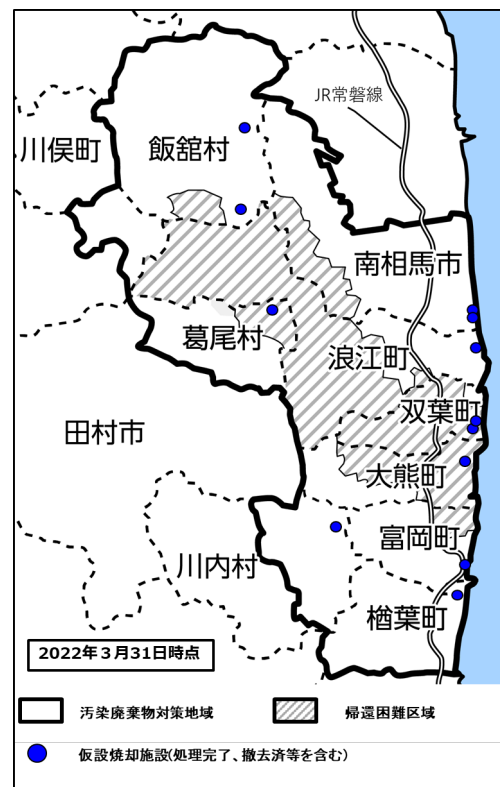 JR常磐線
川俣町
飯舘村
南相馬市
葛尾村
浪江町
双葉町
田村市
大熊町
富岡町
川内村
楢葉町
2022年３月31日時点
汚染廃棄物対策地域
帰還困難区域
仮設焼却施設(処理完了、撤去済等を含む)